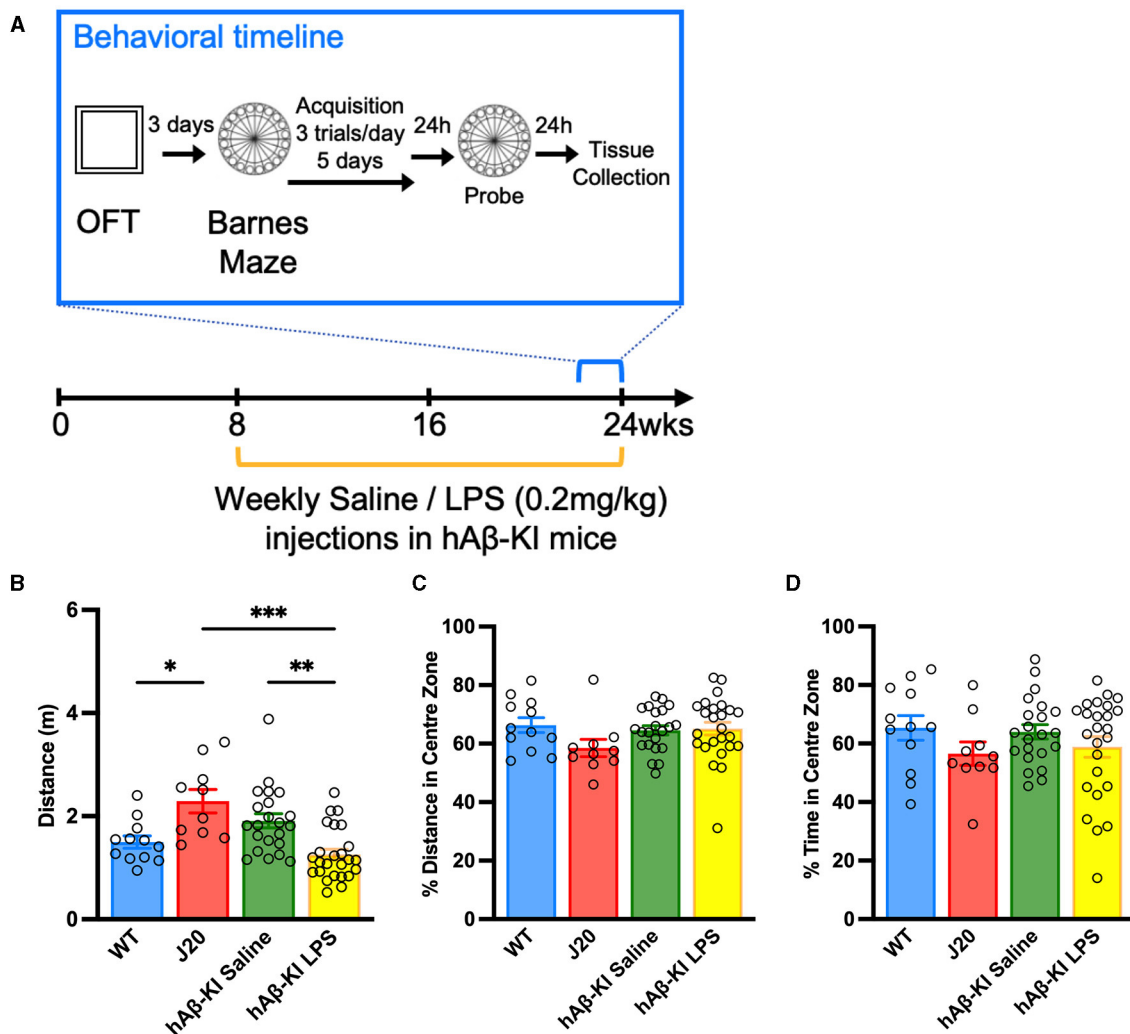 A
Behavioral timeline
OFT
3 days
Barnes
Maze
Acquisition
3 trials/day
5 days
24h
Probe
24h
Tissue
Collection
0
8
16
24wks
Weekly Saline / LPS (0.2mg/kg)
injections in hAβ-KI mice
B
Distance (m)
6
4
2
0
*
***
**
WT
J20
hAβ-KI Saline
hAβ-KI LPS
C
% Distance in Centre Zone
100
80
60
40
20
0
WT
J20
hAβ-KI Saline
hAβ-KI LPS
D
% Time in Centre Zone
100
80
60
40
20
0
WT
J20
hAβ-KI Saline
hAβ-KI LPS